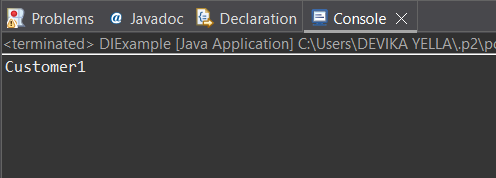 Problems @ Javadoc Declaration Console
<terminated> DIExample [Java Application] C:\Users\DEVIKA YELLA\.p2\po
Customer1